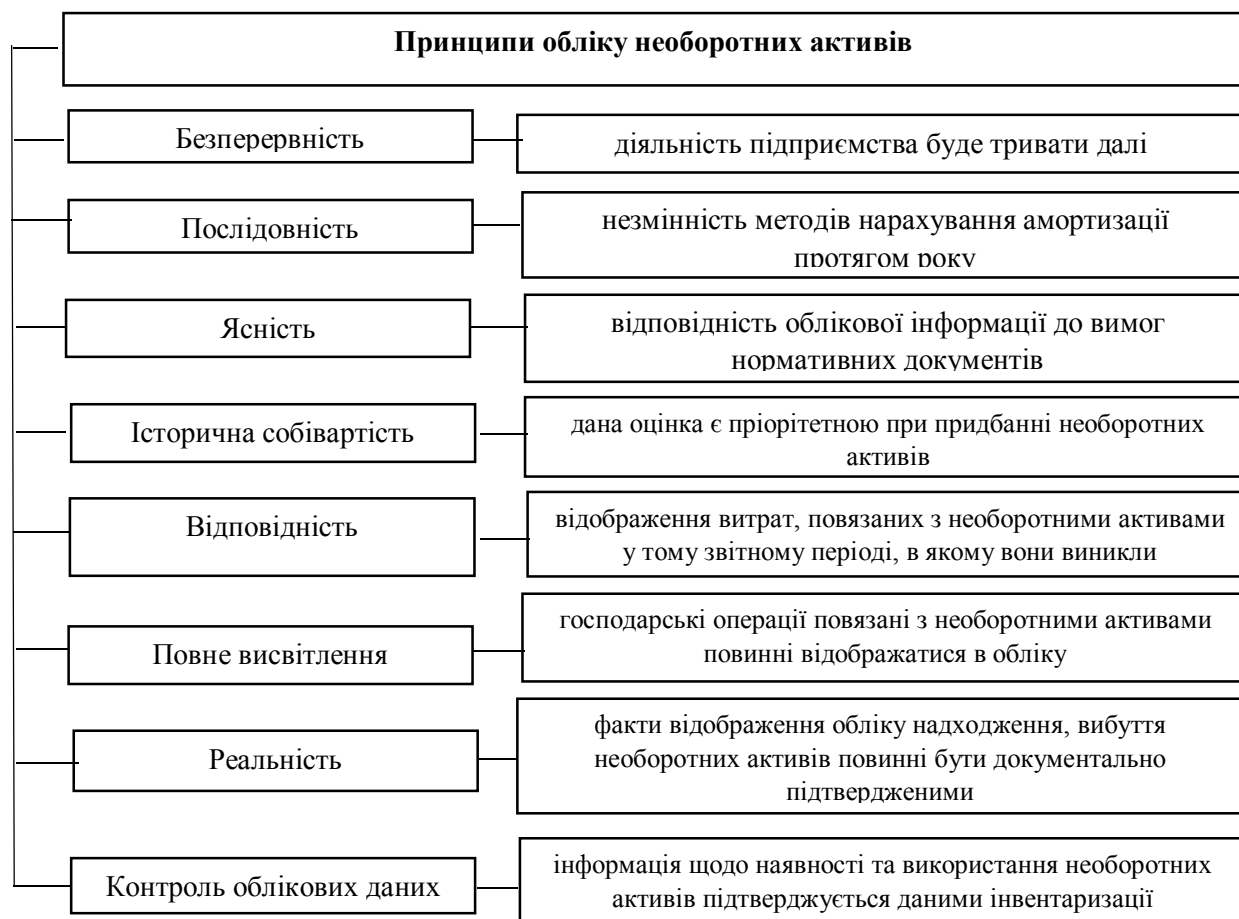 Принципи обліку необоротних активів
Безперервність
діяльність підприємства буде тривати далі
Послідовність
незмінність методів нарахування амортизації
протягом року
Ясність
відповідність облікової інформації до вимог
нормативних документів
Історична собівартість
дана оцінка є пріорітетною при придбанні необоротних
активів
Відповідність
відображення витрат, повязаних з необоротними активами
у тому звітному періоді, в якому вони виникли
Повне висвітлення
господарські операції повязані з необоротними активами
повинні відображатися в обліку
Реальність
факти відображення обліку надходження, вибуття
необоротних активів повинні бути документально
підтвердженими
Контроль облікових даних
інформація щодо наявності та використання необоротних
активів підтверджується даними інвентаризації